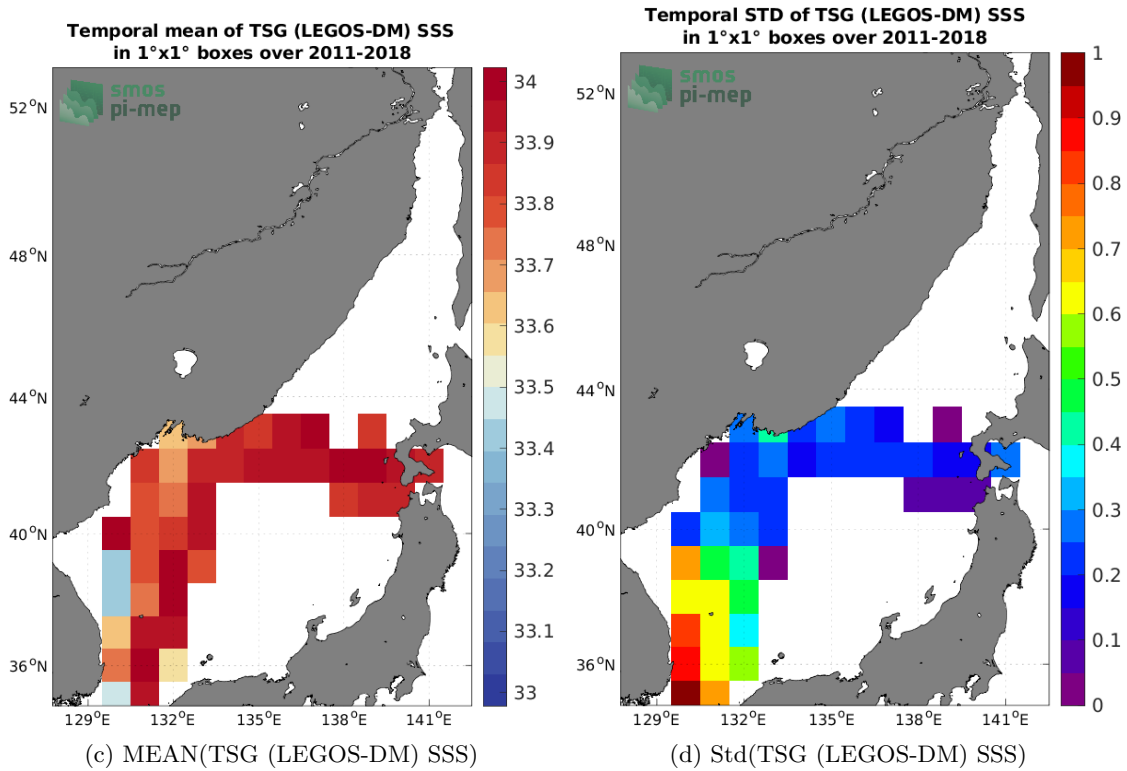 Temporal mean of TSG (LEGOS-DM) SSS
in 1°x1° boxes over 2011-2018
smos
pi-mep
52°N
48°N
44°N
40°N
36°N
129°E
132°E
135°E
138°E
141°E
34
33.9
33.8
33.7
33.6
33.5
33.4
33.3
33.2
33.1
33
(c) MEAN(TSG (LEGOS-DM) SSS)
Temporal STD of TSG (LEGOS-DM) SSS
in 1°x1° boxes over 2011-2018
smos
pi-mep
52°N
48°N
44°N
40°N
36°N
129°E
132°E
135°E
138°E
141°E
1
0.9
0.8
0.7
0.6
0.5
0.4
0.3
0.2
0.1
0
(d) Std(TSG (LEGOS-DM) SSS)